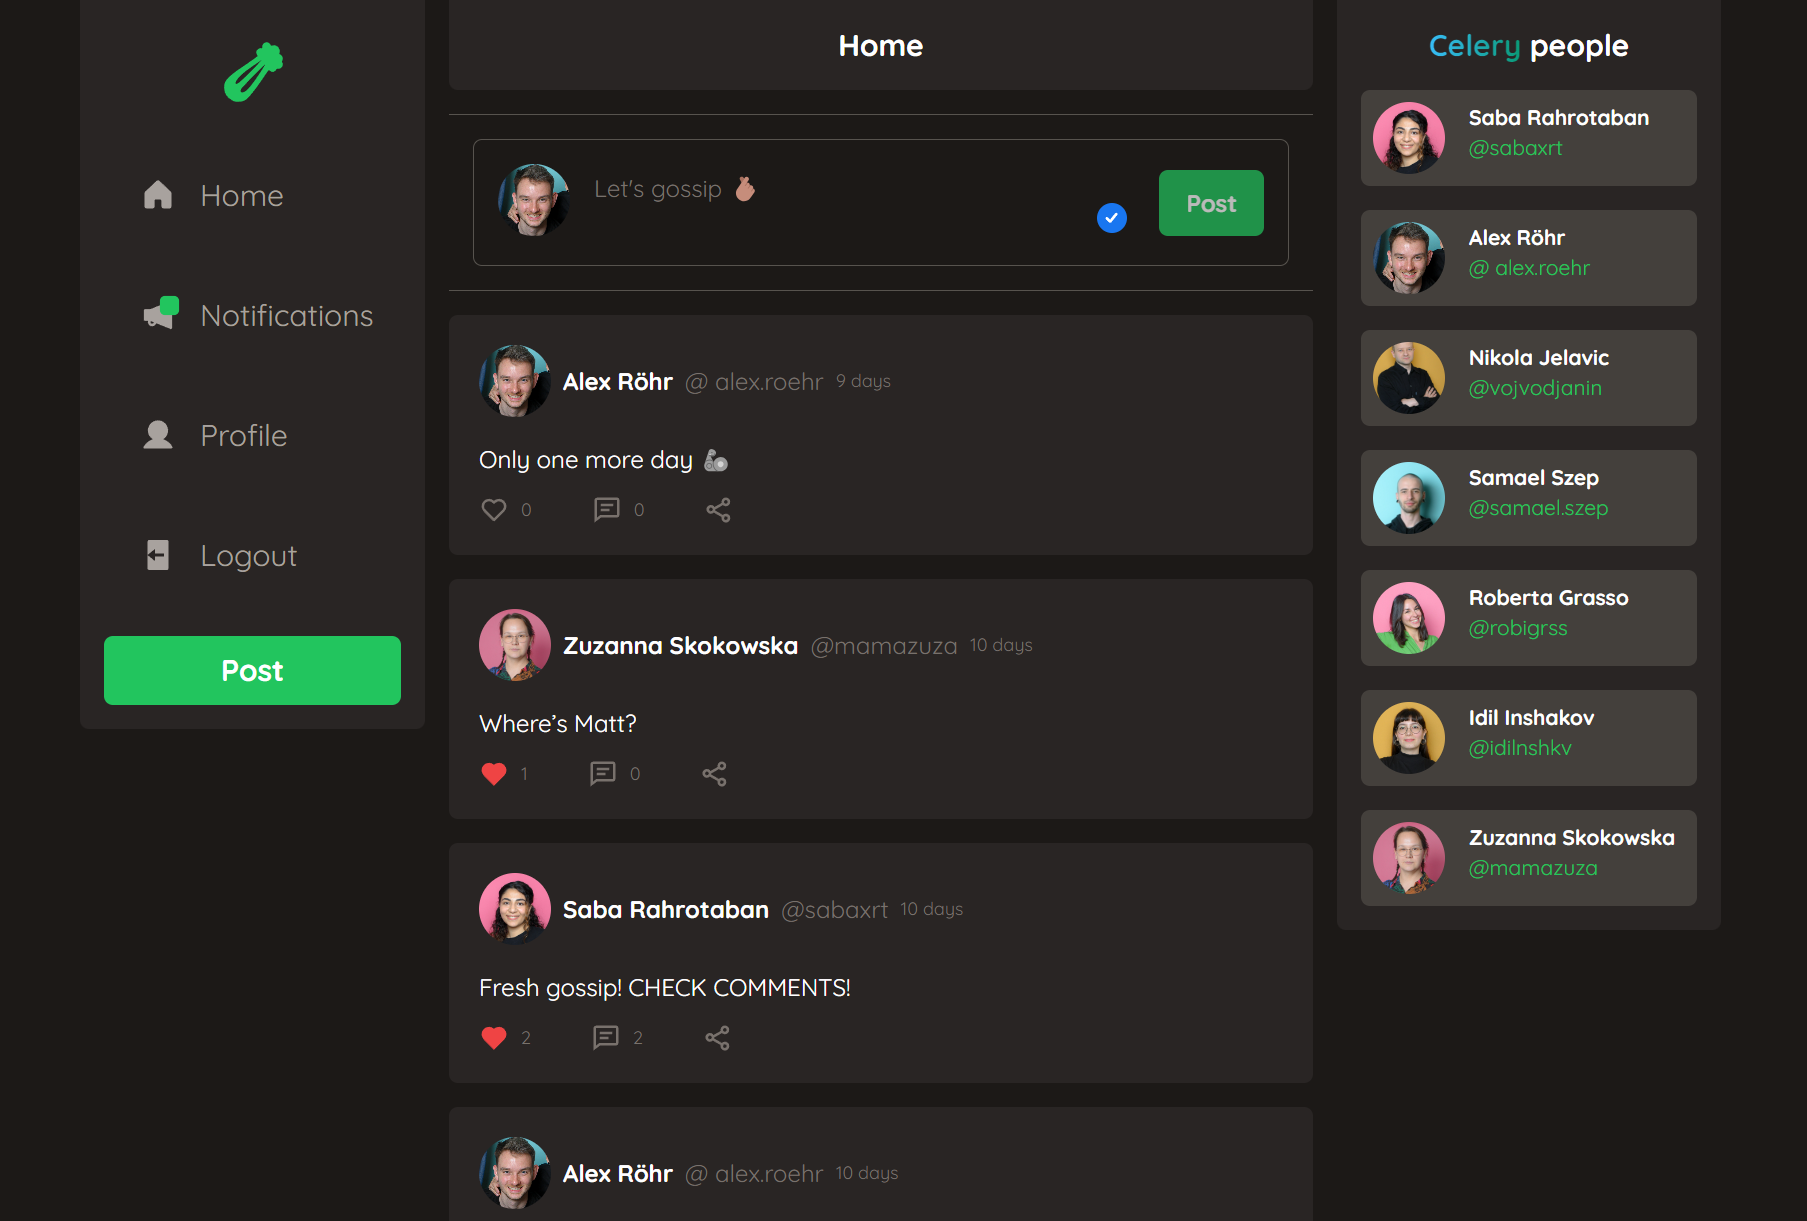 Home
Notifications
Profile
Logout
Post
Home
Let's gossip 🫰🏽
Post
Alex Röhr @ alex.roehr 9 days
Only one more day 🦾
0 0
Zuzanna Skokowska @mamazuza 10 days
Where’s Matt?
1 0
Saba Rahrotaban @sabaxrt 10 days
Fresh gossip! CHECK COMMENTS!
2 2
Alex Röhr @ alex.roehr 10 days
Celery people
Saba Rahrotaban
@sabaxrt
Alex Röhr
@ alex.roehr
Nikola Jelavic
@vojvodjanin
Samael Szep
@samael.szep
Roberta Grasso
@robigrss
Idil Inshakov
@idilnshkv
Zuzanna Skokowska
@mamazuza